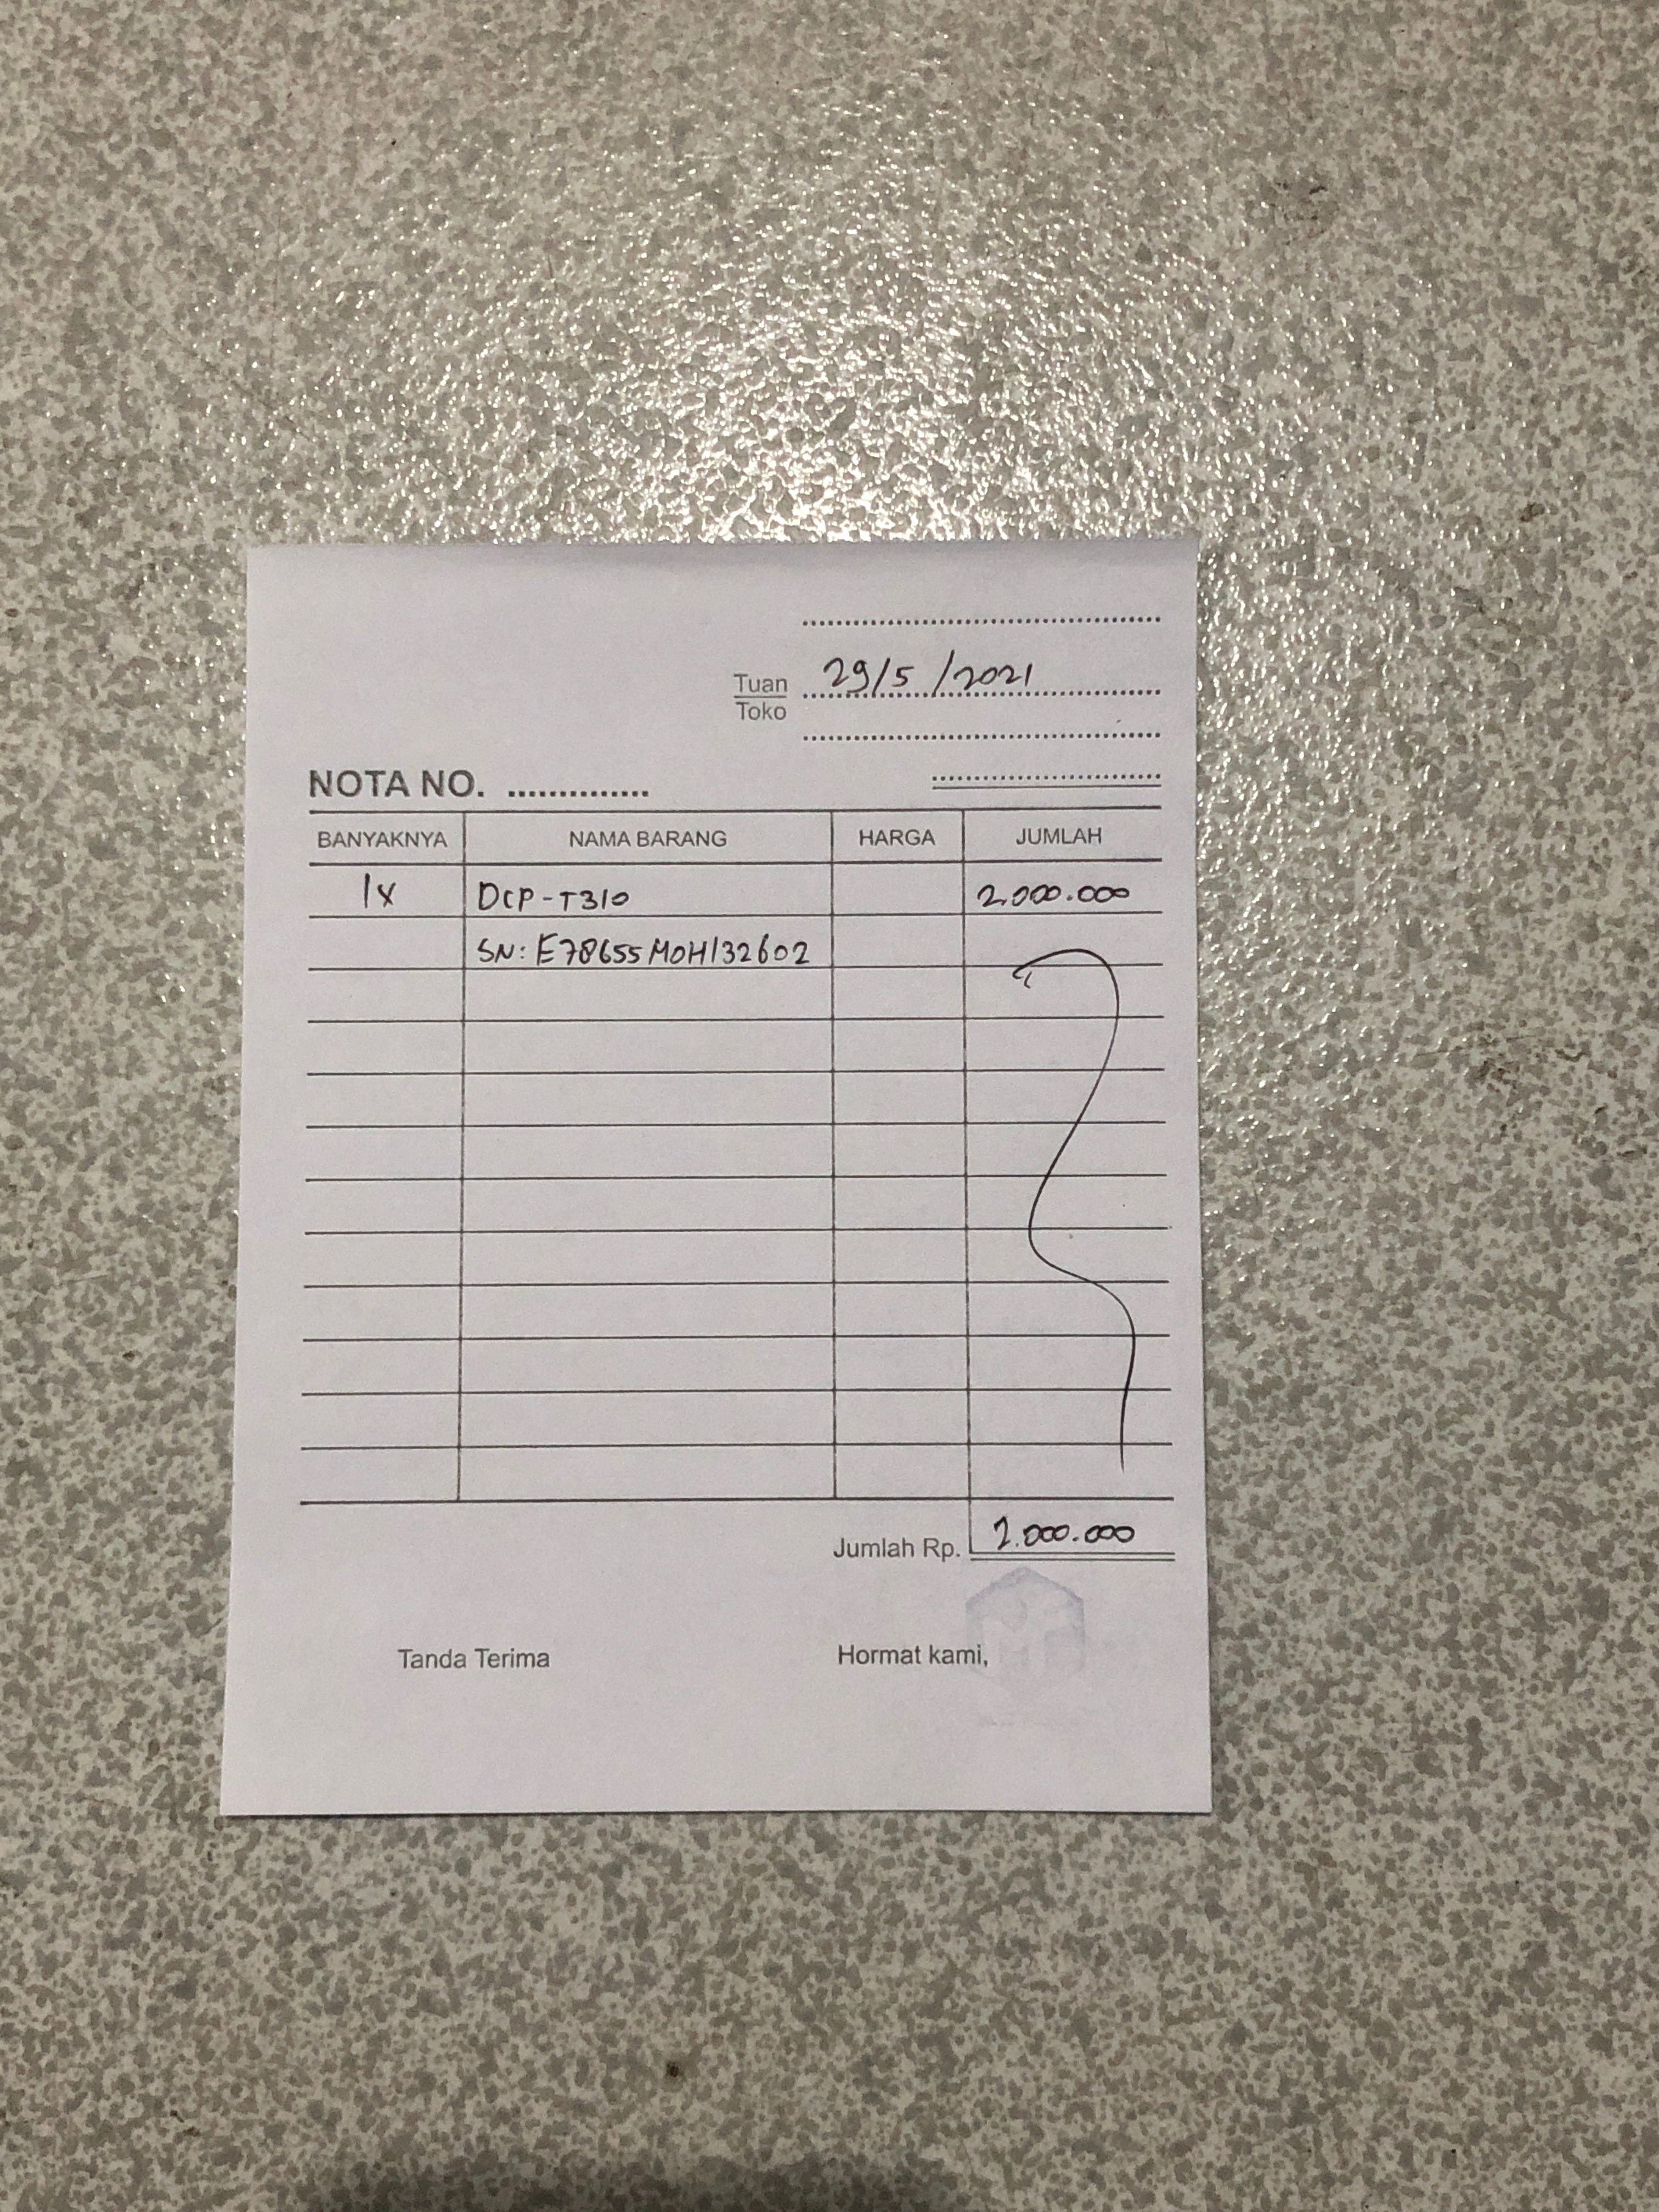 29/5/2021
Tuan
Toko
NOTA NO. ..............
BANYAKNYA NAMA BARANG HARGA JUMLAH
1x DCP-T310 2.000.000
SN: E78655M0H132602
Jumlah Rp. 2.000.000
Tanda Terima Hormat kami,